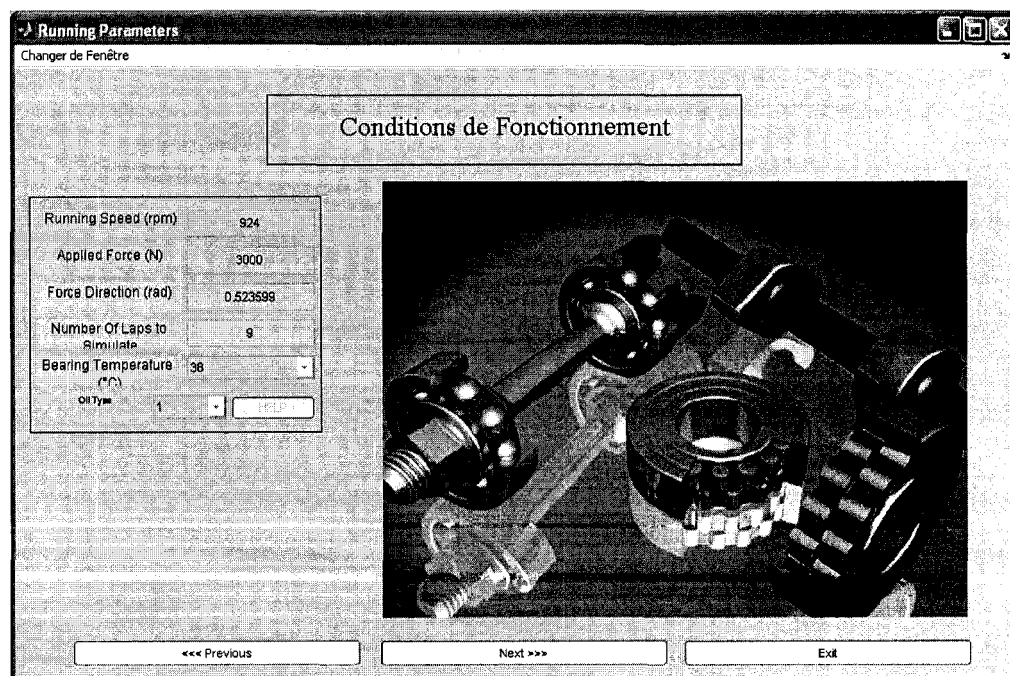 Running Parameters
Changer de Fenêtre
Conditions de Fonctionnement
Running Speed (rpm) 924
Applied Force (N) 3000
Force Direction (rad) 0.523599
Number Of Laps to
Simulate 9
Bearing Temperature
(°C) 38
Oil Type 1 HELP
<<< Previous Next >>> Exit